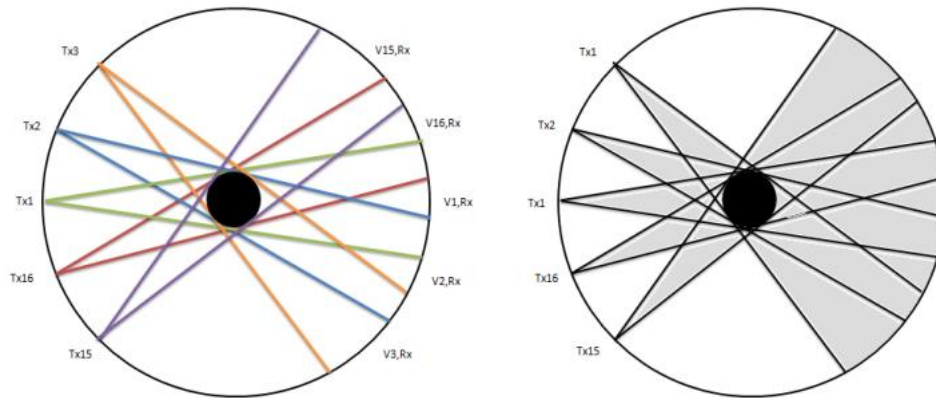 Tx3
Tx2
Tx1
Tx16
Tx15
V15,Rx
V16,Rx
V1,Rx
V2,Rx
V3,Rx
Tx1
Tx2
Tx1
Tx16
Tx15